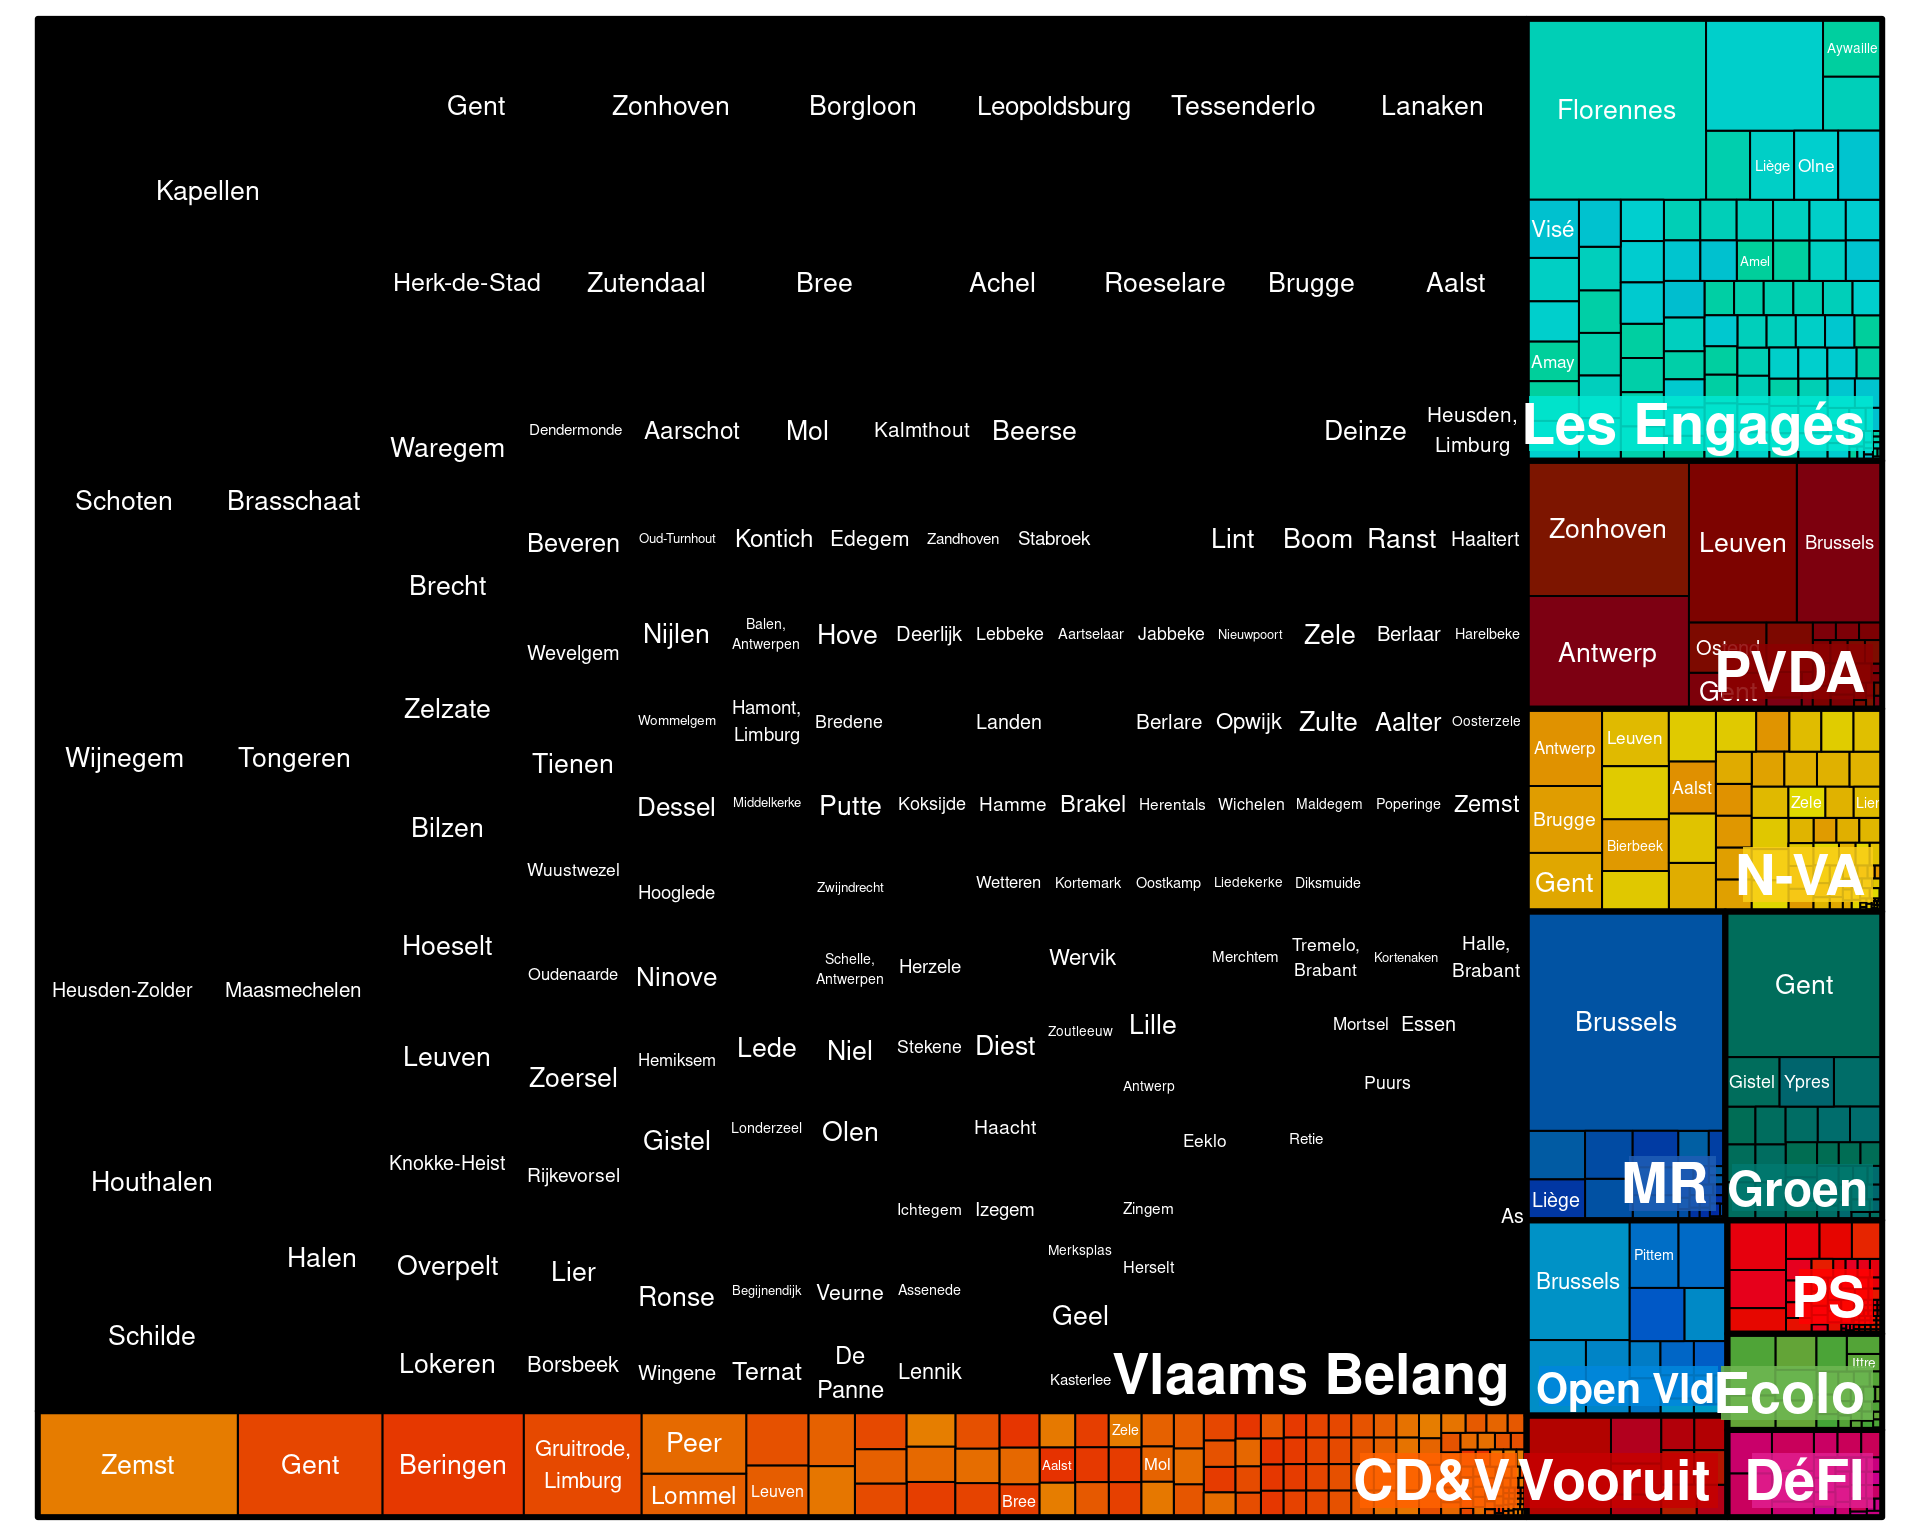 Gent Zonhoven Borgloon Leopoldsburg Tessenderlo Lanaken
Kapellen
Herk-de-Stad Zutendaal Bree Achel Roeselare Brugge Aalst
Waregem Dendermonde Aarschot Mol Kalmthout Beerse Deinze Heusden,
Limburg
Schoten Brasschaat
Beveren Oud-Turnhout Kontich Edegem Zandhoven Stabroek Lint Boom Ranst Haaltert
Brecht
Wevelgem Nijlen Balen,
Antwerpen
Hove Deerlijk Lebbeke Aartselaar Jabbeke Nieuwpoort Zele Berlaar Harelbeke
Zelzate
Wommelgem Hamont,
Limburg
Bredene Landen Berlare Opwijk Zulte Aalter Oosterzele
Wijnegem Tongeren
Tienen
Dessel Middelkerke Putte Koksijde Hamme Brakel Herentals Wichelen Maldegem Poperinge Zemst
Bilzen
Wuustwezel Hooglede Zwijndrecht Wetteren Kortemark Oostkamp Liedekerke Diksmuide
Hoeselt
Heusden-Zolder Maasmechelen
Oudenaarde Ninove Schelle,
Antwerpen
Herzele Wervik Merchtem Tremelo,
Brabant
Kortenaken Halle,
Brabant
Leuven
Zoersel Hemiksem Lede Niel Stekene Diest Zoutleeuw Lille Mortsel Essen
Antwerp Puurs
Gistel Londerzeel Olen Haacht Eeklo Retie
Houthalen
Knokke-Heist Rijkevorsel
Ichtegem Izegem Zingem As
Halen Overpelt Lier
Merksplas Herselt
Ronse Begijnendijk Veurne Assenede
Geel
Schilde
Lokeren Borsbeek Wingene Ternat De
Panne
Lennik Kasterlee
Vlaams Belang
Florennes Aywaille
Liège Olne
Visé
Amel
Amay
Les Engagés
Zonhoven Leuven Brussels
Antwerp Ostend
Gent
PVDA
Antwerp Leuven
Aalst
Brugge Zele Lier
Bierbeek
Gent
N-VA
Brussels
Liège
MR
Gent
Gistel Ypres
Groen
Brussels Pittem
Open Vld
PS
Ittre
Ecolo
Zemst Gent Beringen Gruitrode,
Limburg
Peer
Lommel Leuven
Zele
Aalst Mol
Bree
CD&V
Vooruit
DéFI